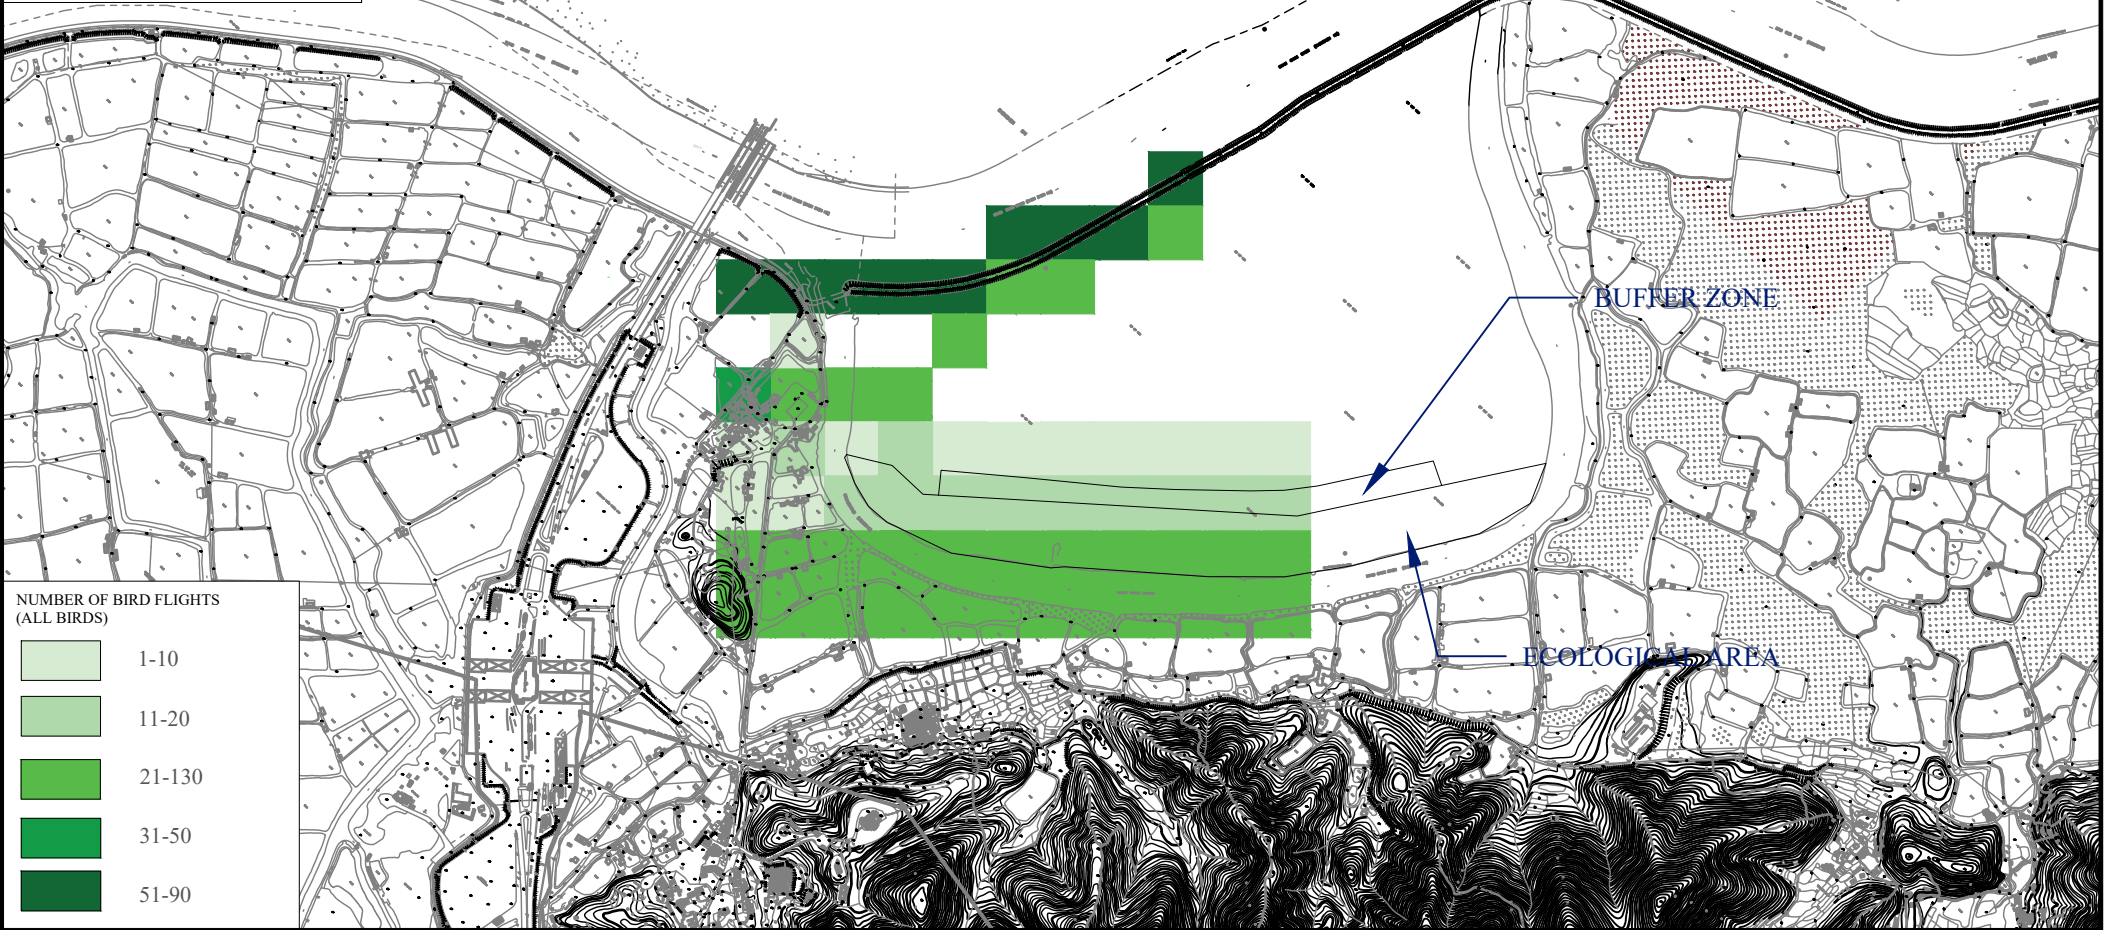 BUFFER ZONE
ECOLOGICAL AREA
NUMBER OF BIRD FLIGHTS
(ALL BIRDS)
1-10
11-20
21-130
31-50
51-90